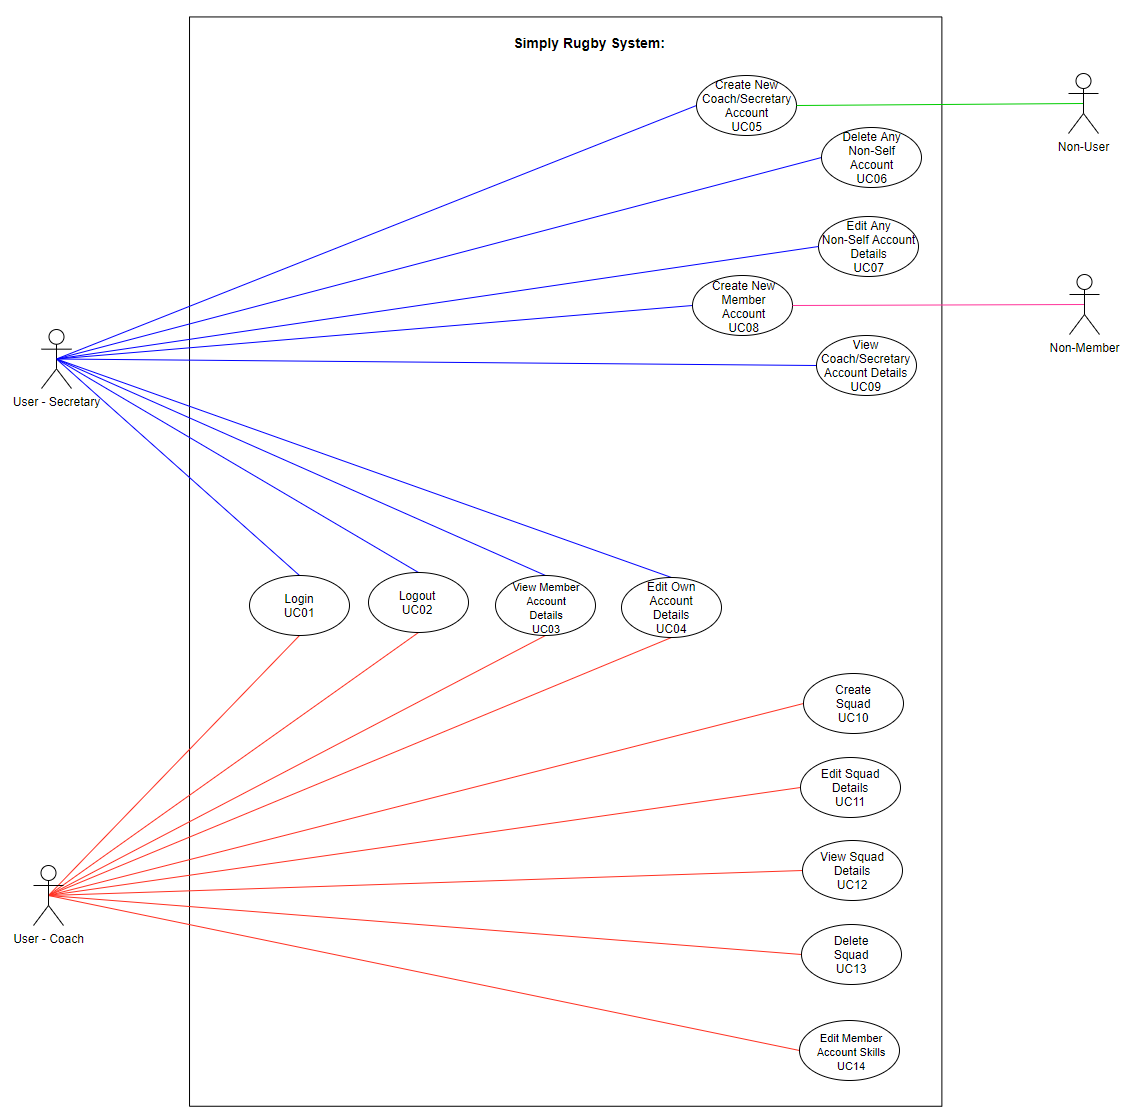 Simply Rugby System:
Create New
Coach/Secretary
Account
UC05
Non-User
Delete Any
Non-Self
Account
UC06
Edit Any
Non-Self Account
Details
UC07
Create New
Member
Account
UC08
Non-Member
View
Coach/Secretary
Account Details
UC09
User - Secretary
Login
UC01
Logout
UC02
View Member
Account
Details
UC03
Edit Own
Account
Details
UC04
Create
Squad
UC10
Edit Squad
Details
UC11
View Squad
Details
UC12
User - Coach
Delete
Squad
UC13
Edit Member
Account Skills
UC14